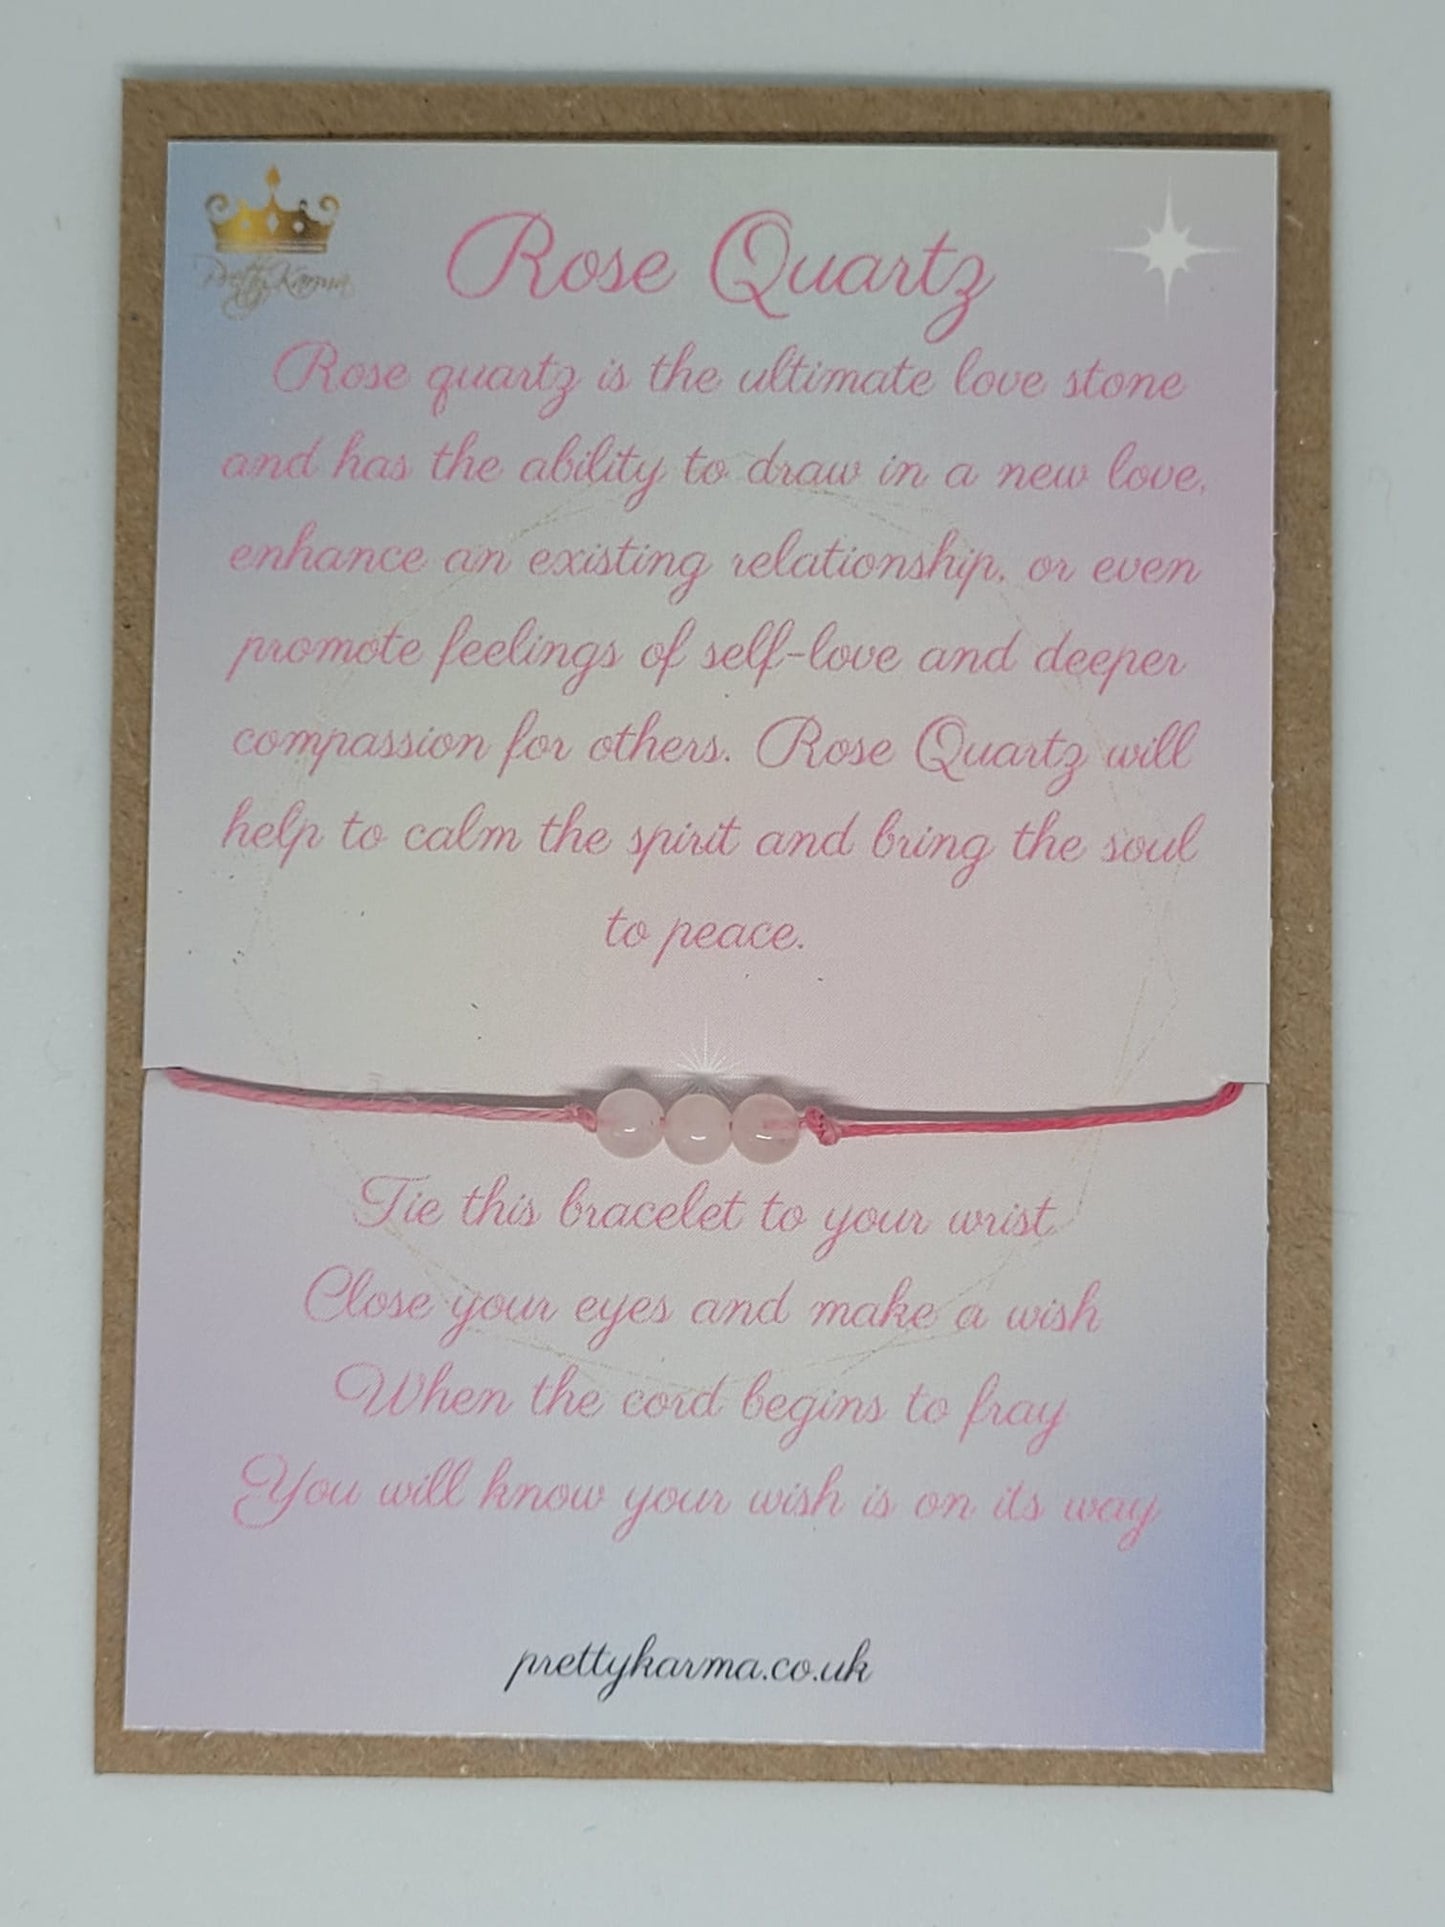 Pretty Karma
Rose Quartz
Rose quartz is the ultimate love stone
and has the ability to draw in a new love,
enhance an existing relationship, or even
promote feelings of self-love and deeper
compassion for others. Rose Quartz will
help to calm the spirit and bring the soul
to peace.
Tie this bracelet to your wrist
Close your eyes and make a wish
When the cord begins to fray
You will know your wish is on its way
prettykarma.co.uk